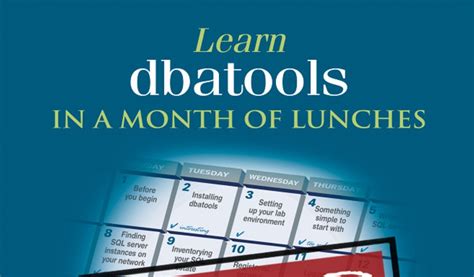 Learn
dbatools
IN A MONTH OF LUNCHES
TUESDAY
WEDNESDAY
THURSDAY
1
Before
you begin
2
Installing
dbatools
3
Setting
up your lab
environment
4
Something
simple to
start with
8
Finding
SQL server
instances on
your network
9
Inventorying
your SQL
10
11